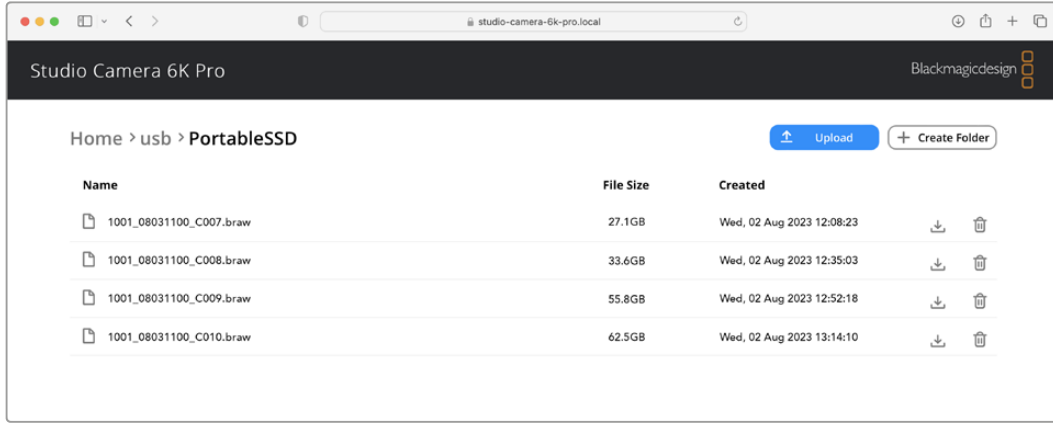 studio-camera-6k-pro.local
Studio Camera 6K Pro
Blackmagicdesign
Home > usb > PortableSSD
Upload
+ Create Folder
Name File Size Created
1001_08031100_C007.braw 27.1GB Wed, 02 Aug 2023 12:08:23
1001_08031100_C008.braw 33.6GB Wed, 02 Aug 2023 12:35:03
1001_08031100_C009.braw 55.8GB Wed, 02 Aug 2023 12:52:18
1001_08031100_C010.braw 62.5GB Wed, 02 Aug 2023 13:14:10